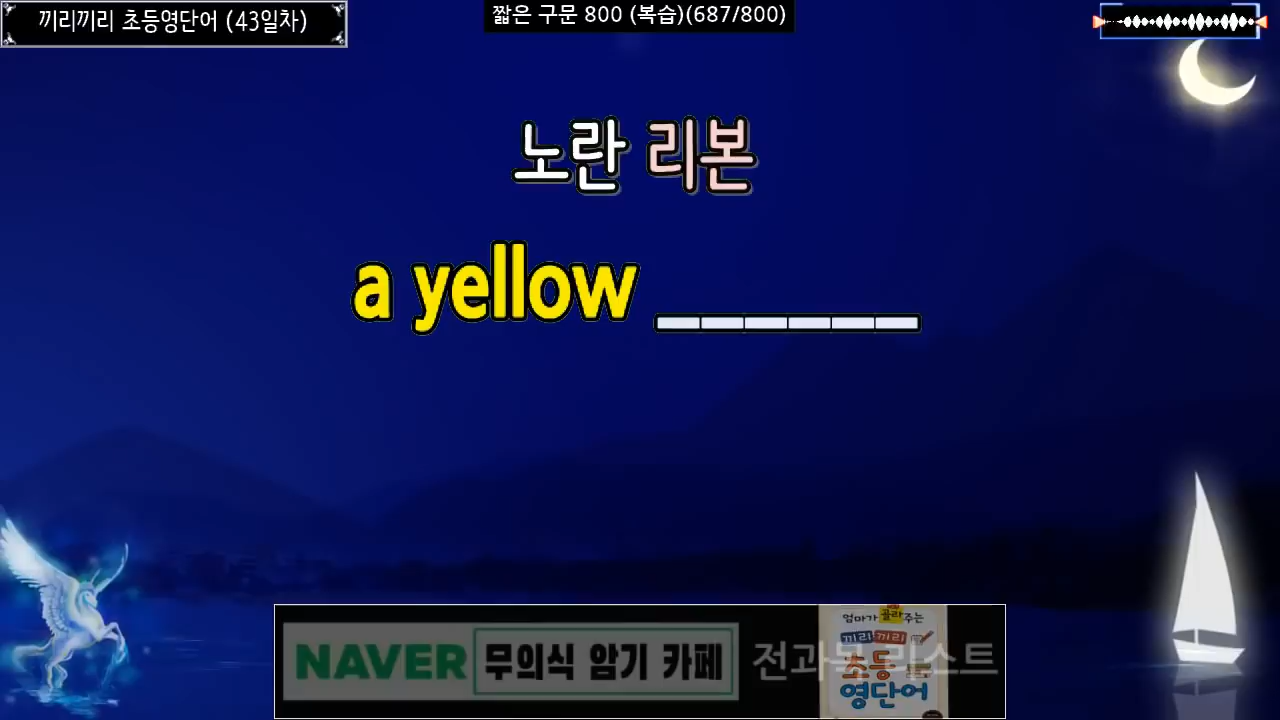 끼리끼리 초등영단어 (43일차)
짧은 구문 800 (복습)(687/800)
노란 리본
a yellow ______
NAVER 무의식 암기 카페
엄마가 골라주는
끼리끼리
초등
영단어